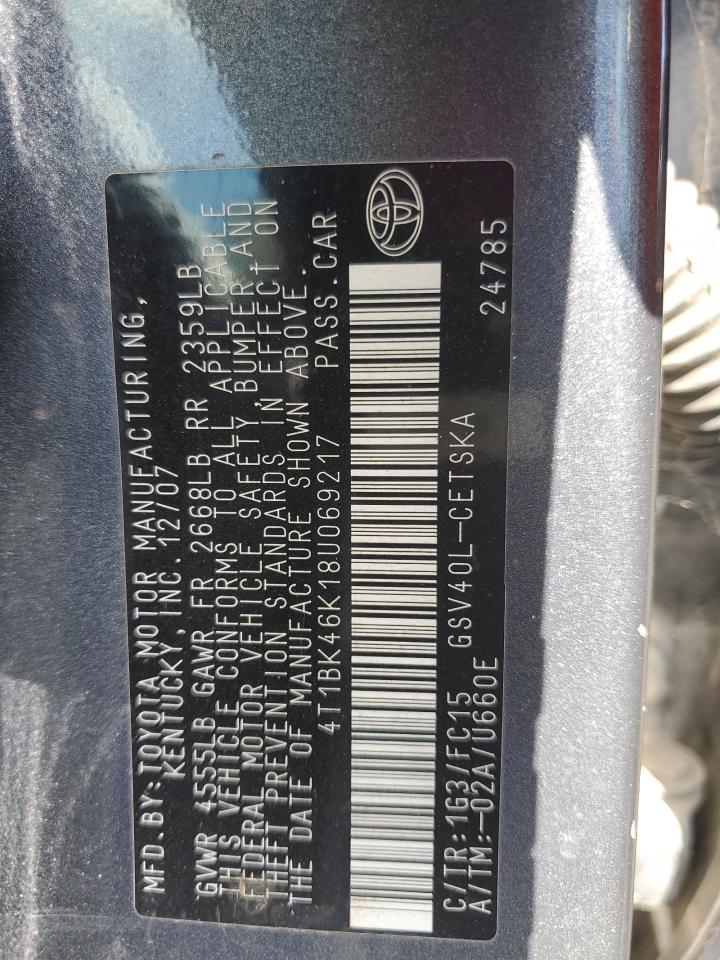 MFD.BY:TOYOTA MOTOR MANUFACTURING,
KENTUCKY, INC. 12/07
GVWR 4555LB GAWR FR 2668LB RR 2359LB
THIS VEHICLE CONFORMS TO ALL APPLICABLE
FEDERAL MOTOR VEHICLE SAFETY, BUMPER AND
THEFT PREVENTION STANDARDS IN EFFECT ON
THE DATE OF MANUFACTURE SHOWN ABOVE.
4T1BK46K18U069217 PASS.CAR
C/TR:1G3/FC15 GSV40L-CETSKA
A/TM:-02A/U660E 24785